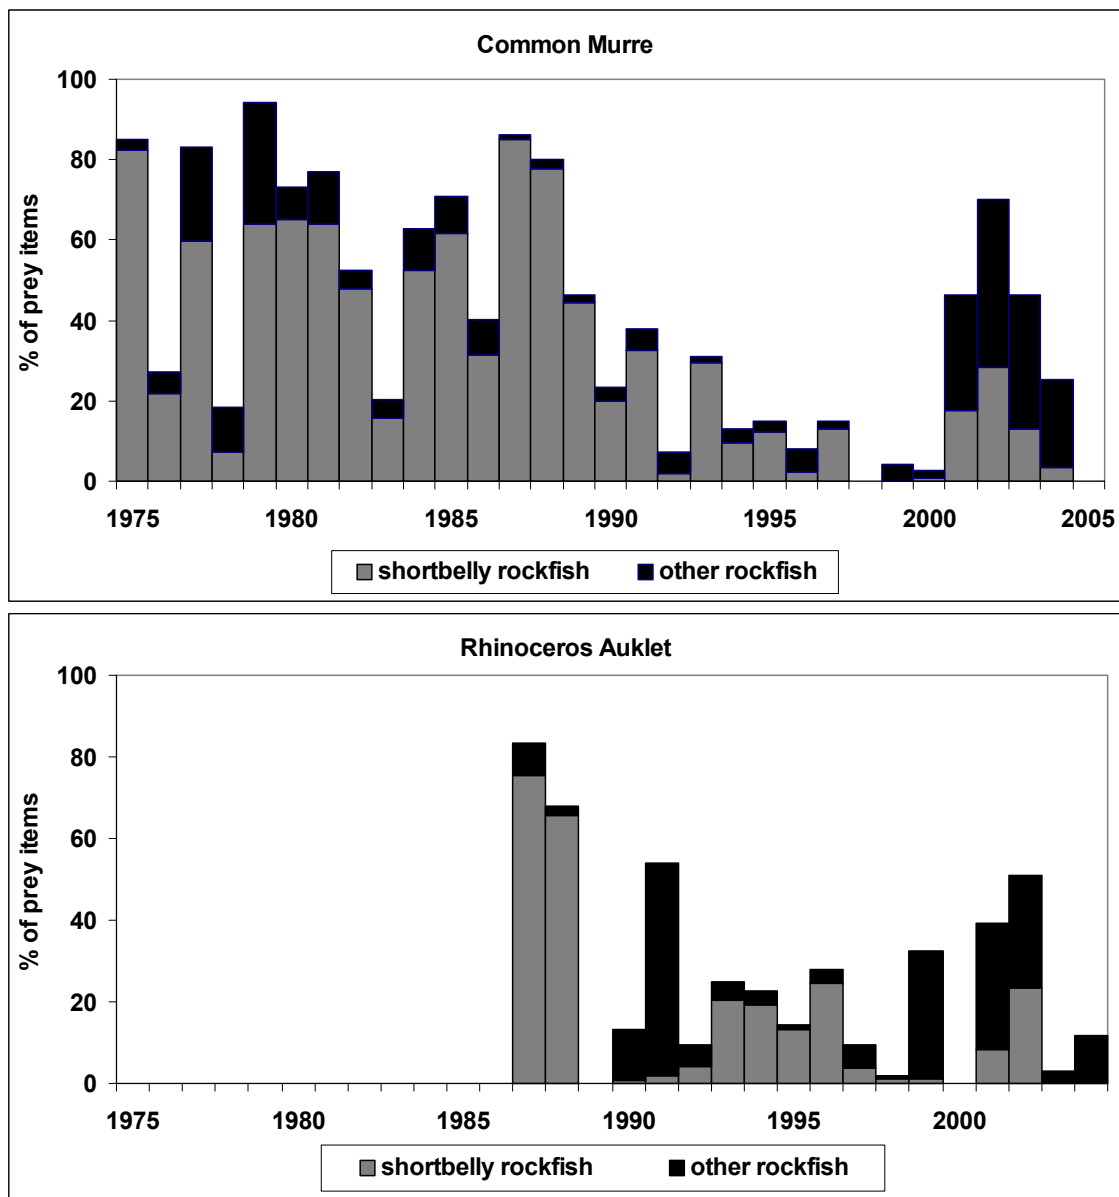 Common Murre
100
80
60
40
20
0
% of prey items
1975 1980 1985 1990 1995 2000 2005
shortbelly rockfish other rockfish
Rhinoceros Auklet
100
80
60
40
20
0
% of prey items
1975 1980 1985 1990 1995 2000
shortbelly rockfish other rockfish